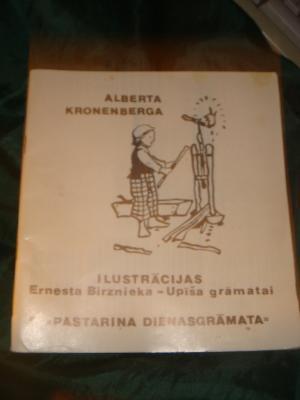 ALBERTA
KRONENBERGA
ILUSTRĀCIJAS
Ernesta Birznieka - Upīša grāmatai
«PASTARIŅA DIENASGRĀMATA»